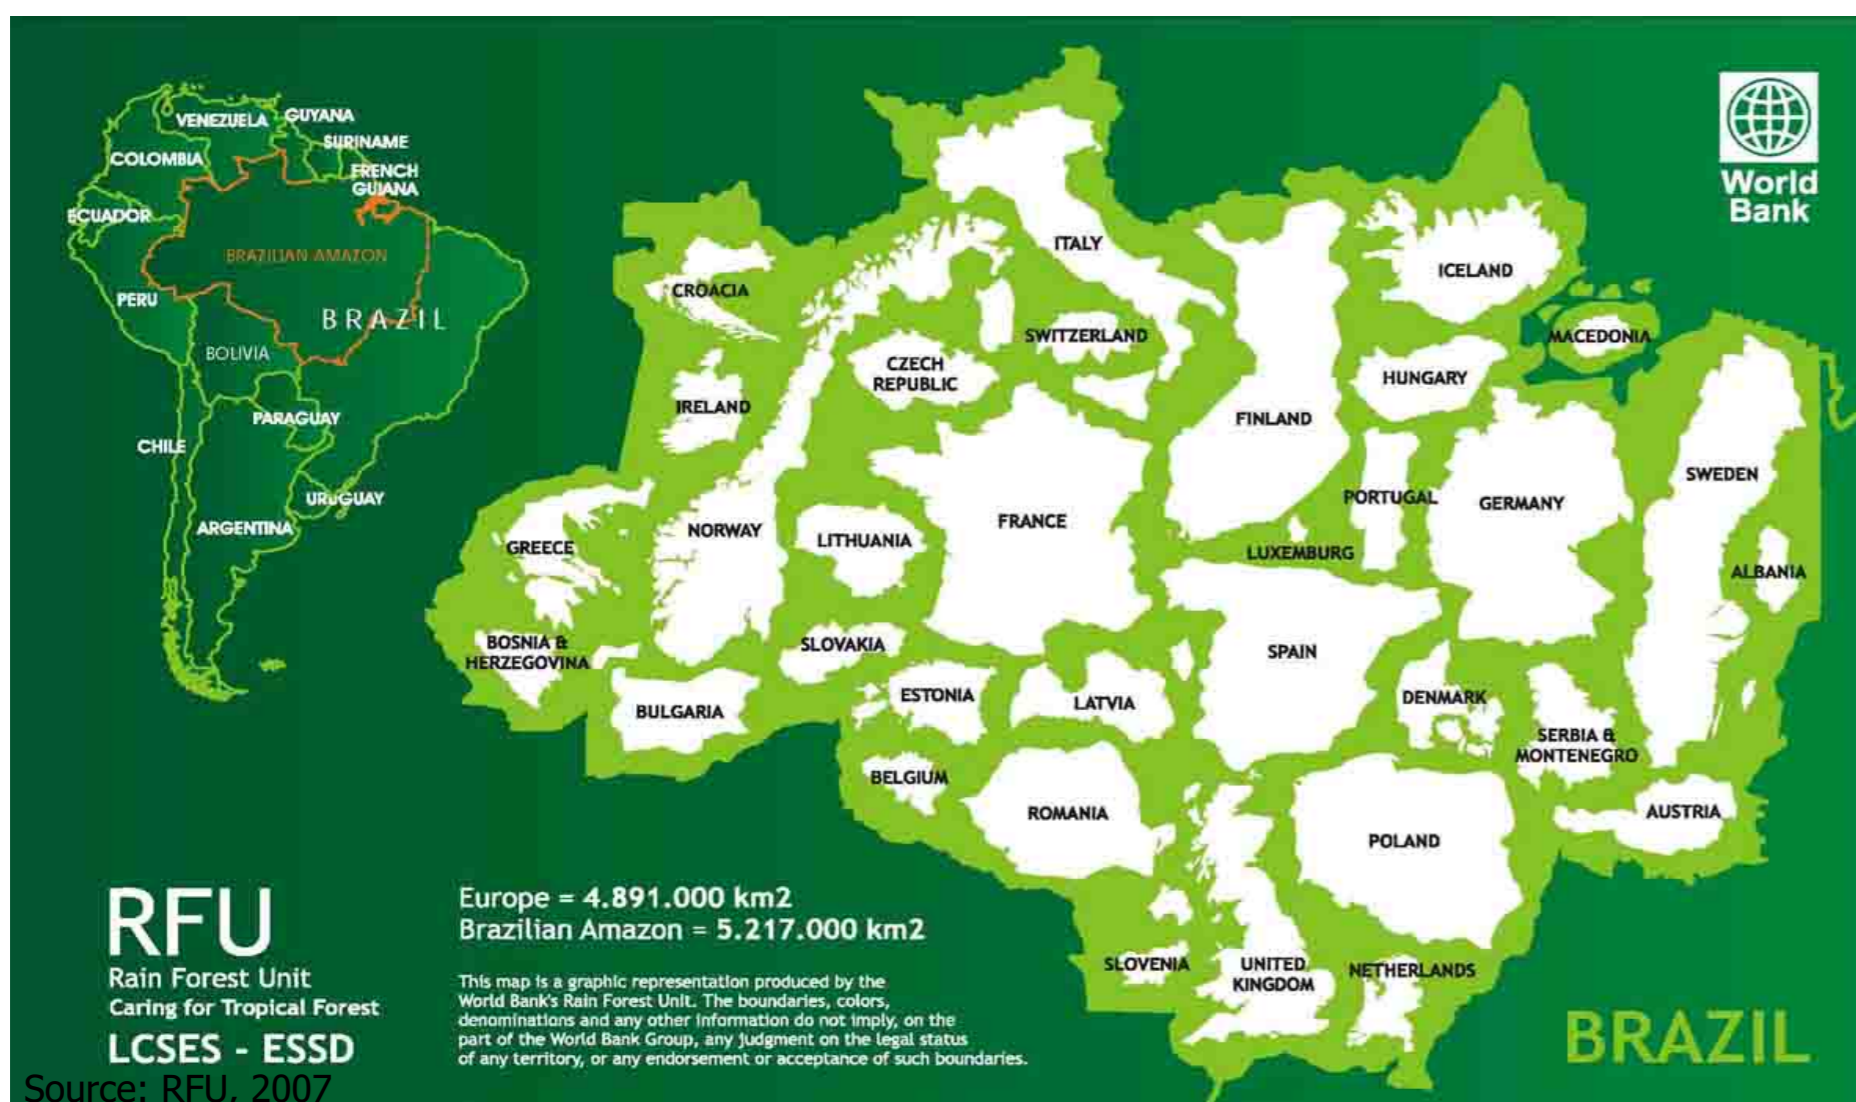 VENEZUELA
GUYANA
SURINAME
COLOMBIA
FRENCH
GUIANA
ECUADOR
BRAZILIAN AMAZON
PERU
BRAZIL
BOLIVIA
PARAGUAY
CHILE
URUGUAY
ARGENTINA
World
Bank
ITALY
CROACIA
ICELAND
SWITZERLAND
MACEDONIA
CZECH
REPUBLIC
HUNGARY
IRELAND
FINLAND
SWEDEN
PORTUGAL
GERMANY
FRANCE
NORWAY
LITHUANIA
GREECE
LUXEMBURG
ALBANIA
BOSNIA &
HERZEGOVINA
SLOVAKIA
SPAIN
ESTONIA
LATVIA
DENMARK
BULGARIA
SERBIA &
MONTENEGRO
BELGIUM
ROMANIA
AUSTRIA
POLAND
SLOVENIA
UNITED
KINGDOM
NETHERLANDS
Europe = 4.891.000 km2
Brazilian Amazon = 5.217.000 km2
This map is a graphic representation produced by the
World Bank's Rain Forest Unit. The boundaries, colors,
denominations and any other information do not imply, on the
part of the World Bank Group, any judgment on the legal status
of any territory, or any endorsement or acceptance of such boundaries.
RFU
Rain Forest Unit
Caring for Tropical Forest
LCSES - ESSD
BRAZIL
Source: RFU, 2007